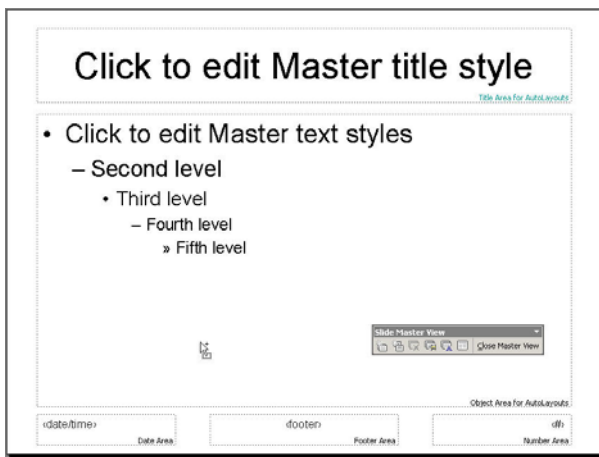 Click to edit Master title style
Title Area for AutoLayouts
• Click to edit Master text styles
– Second level
• Third level
– Fourth level
» Fifth level
Slide Master View
Close Master View
Object Area for AutoLayouts
‹date/time›
Date Area
‹footer›
Footer Area
‹#›
Number Area